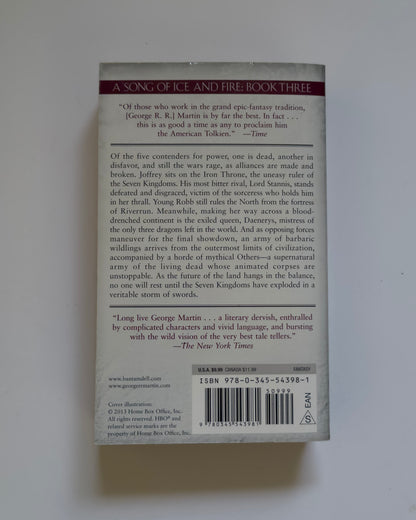 A SONG OF ICE AND FIRE: BOOK THREE
“Of those who work in the grand epic-fantasy tradition,
[George R. R.] Martin is by far the best. In fact . . .
this is as good a time as any to proclaim him
the American Tolkien.” —Time
Of the five contenders for power, one is dead, another in
disfavor, and still the wars rage, as alliances are made and
broken. Joffrey sits on the Iron Throne, the uneasy ruler of
the Seven Kingdoms. His most bitter rival, Lord Stannis, stands
defeated and disgraced, victim of the sorceress who holds him
in her thrall. Young Robb still rules the North from the fortress
of Riverrun. Meanwhile, making her way across a blood-
drenched continent is the exiled queen, Daenerys, mistress of
the only three dragons left in the world. And as opposing forces
maneuver for the final showdown, an army of barbaric
wildlings arrives from the outermost limits of civilization,
accompanied by a horde of mythical Others—a supernatural
army of the living dead whose animated corpses are
unstoppable. As the future of the land hangs in the balance,
no one will rest until the Seven Kingdoms have exploded in a
veritable storm of swords.
“Long live George Martin . . . a literary dervish, enthralled
by complicated characters and vivid language, and bursting
with the wild vision of the very best tale tellers.”
—The New York Times
U.S.A. $9.99 CANADA $11.99 FANTASY
ISBN 978-0-345-54398-1
50999
9 780345 543981
S
EAN
www.bantamdell.com
www.georgerrmartin.com
Cover illustration:
© 2013 Home Box Office, Inc.
All rights reserved. HBO® and
related service marks are the
property of Home Box Office, Inc.